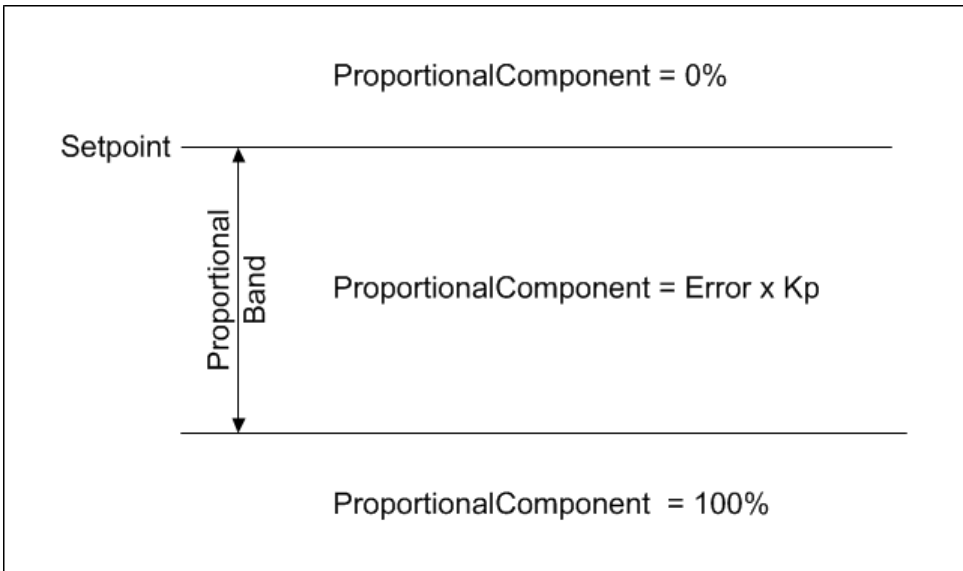 ProportionalComponent = 0%
Setpoint
Proportional
Band
ProportionalComponent = Error x Kp
ProportionalComponent = 100%